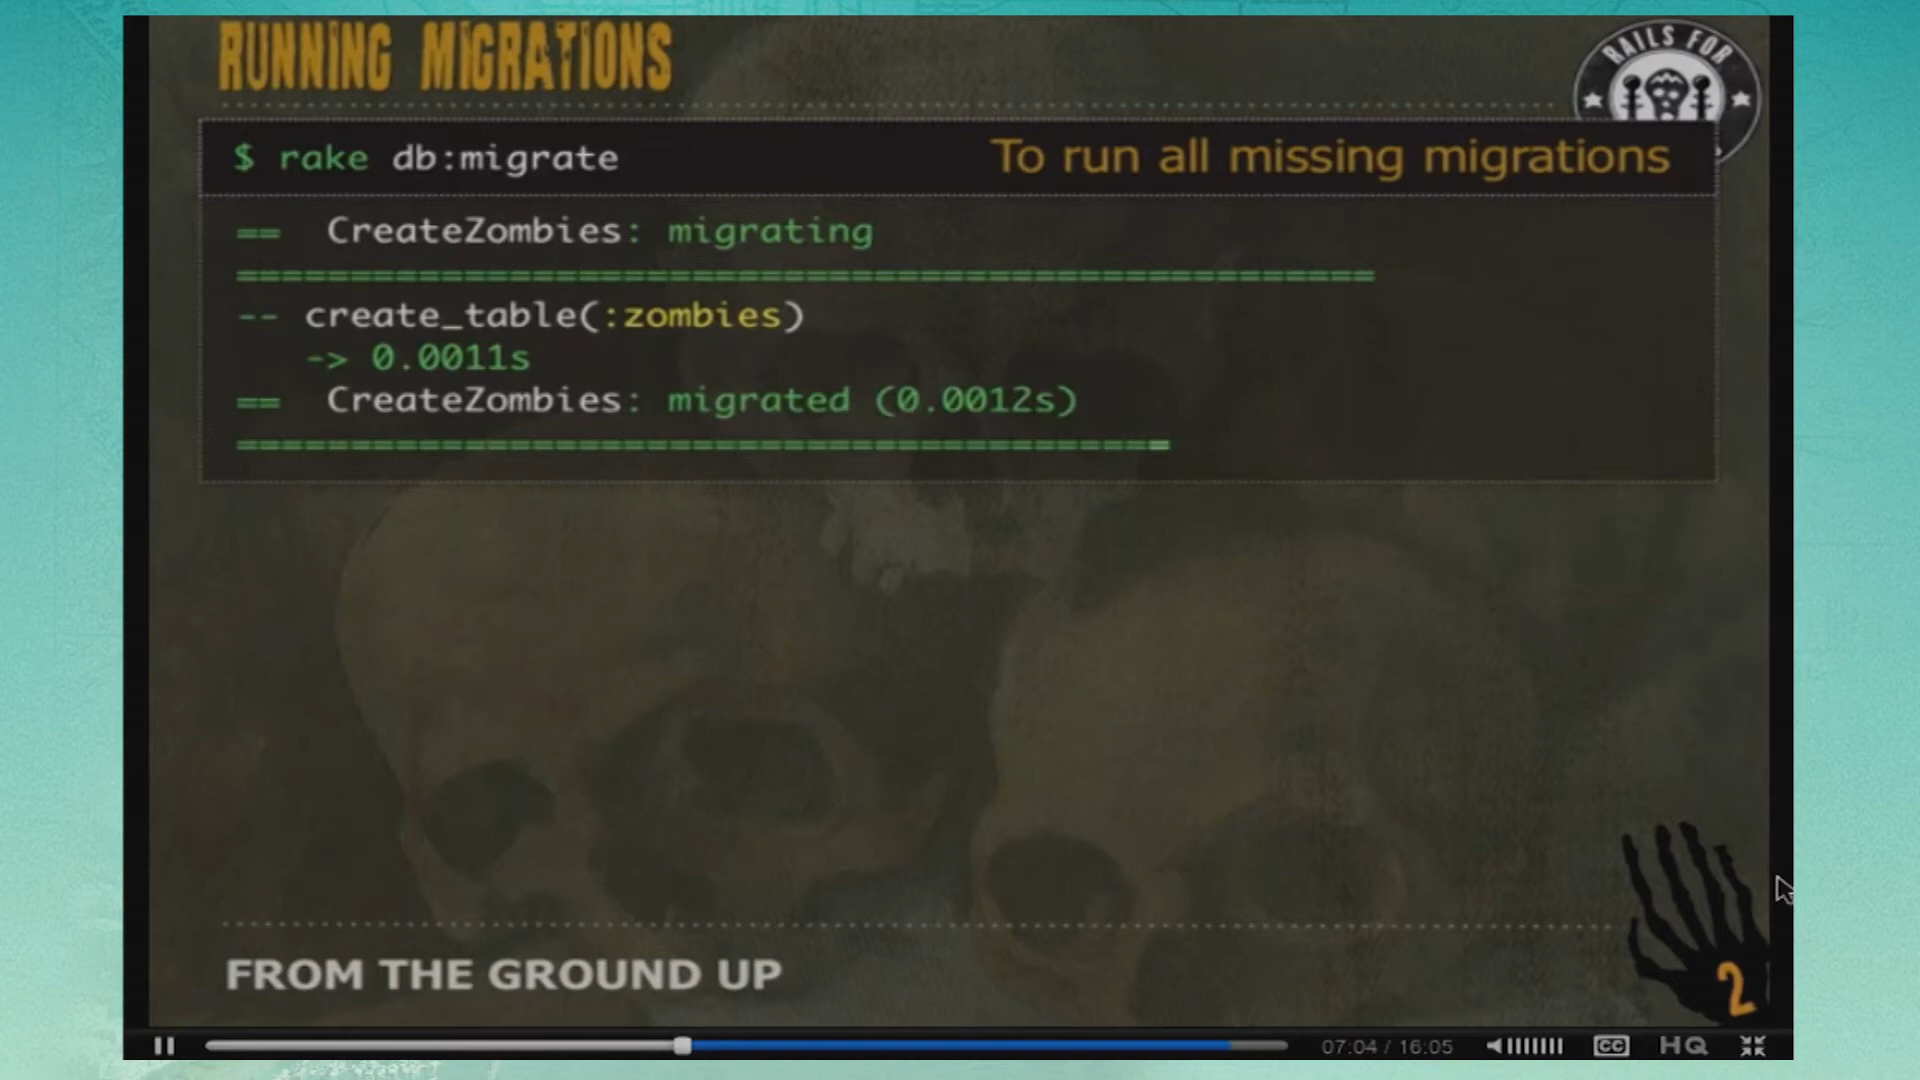 RUNNING MIGRATIONS
RAILS FOR
$ rake db:migrate To run all missing migrations
== CreateZombies: migrating
==================================================
-- create_table(:zombies)
-> 0.0011s
== CreateZombies: migrated (0.0012s)
=========================================
FROM THE GROUND UP
2
07:04 / 16:05 CC HQ